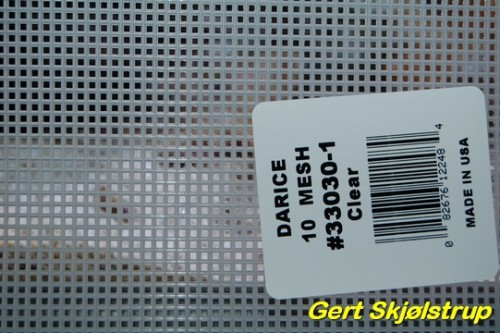 DARICE
10 MESH
#33030-1
Clear
0 82676 12248 4
MADE IN USA
Gert Skjølstrup